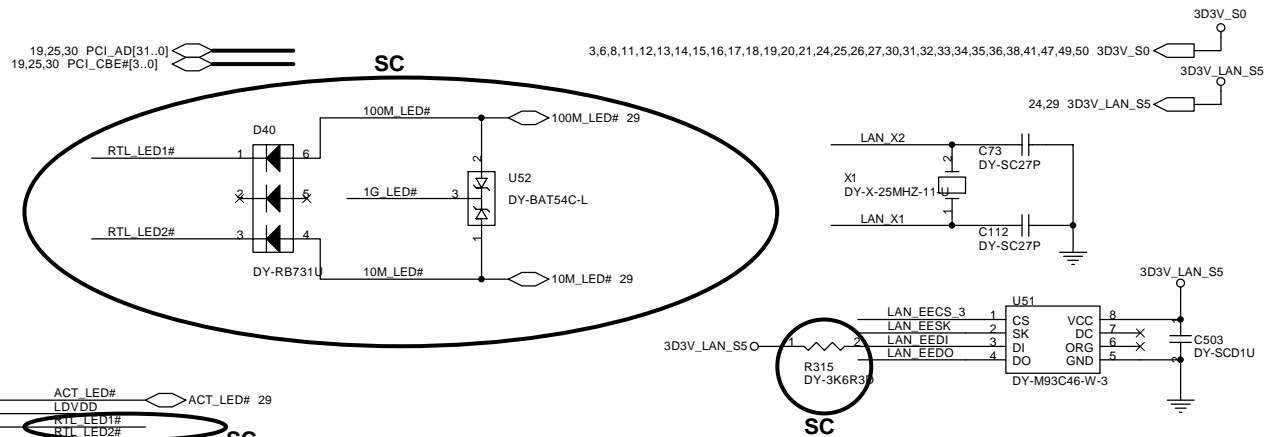 3D3V_S0
19,25,30 PCI_AD[31..0]
19,25,30 PCI_CBE#[3..0]
3,6,8,11,12,13,14,15,16,17,18,19,20,21,24,25,26,27,30,31,32,33,34,35,36,38,41,47,49,50 3D3V_S0
SC
3D3V_LAN_S5
24,29 3D3V_LAN_S5
100M_LED#
100M_LED# 29
D40
RTL_LED1#
1
6
2
5
1G_LED#
3
2
U52
DY-BAT54C-L
1
RTL_LED2#
3
4
DY-RB731U
10M_LED#
10M_LED# 29
LAN_X2
C73
DY-SC27P
2
X1
DY-X-25MHZ-11-U
1
LAN_X1
C112
DY-SC27P
3D3V_LAN_S5
U51
LAN_EECS_3 1 CS VCC 8
LAN_EESK 2 SK DC 7
LAN_EEDI 3 DI ORG 6
LAN_EEDO 4 DO GND 5
DY-M93C46-W-3
1
C503
DY-SCD1U
2
3D3V_LAN_S5
1
2
R315
DY-3K6R3D
SC
ACT_LED#
ACT_LED# 29
LDVDD
RTL_LED1#
RTL_LED2#
SC